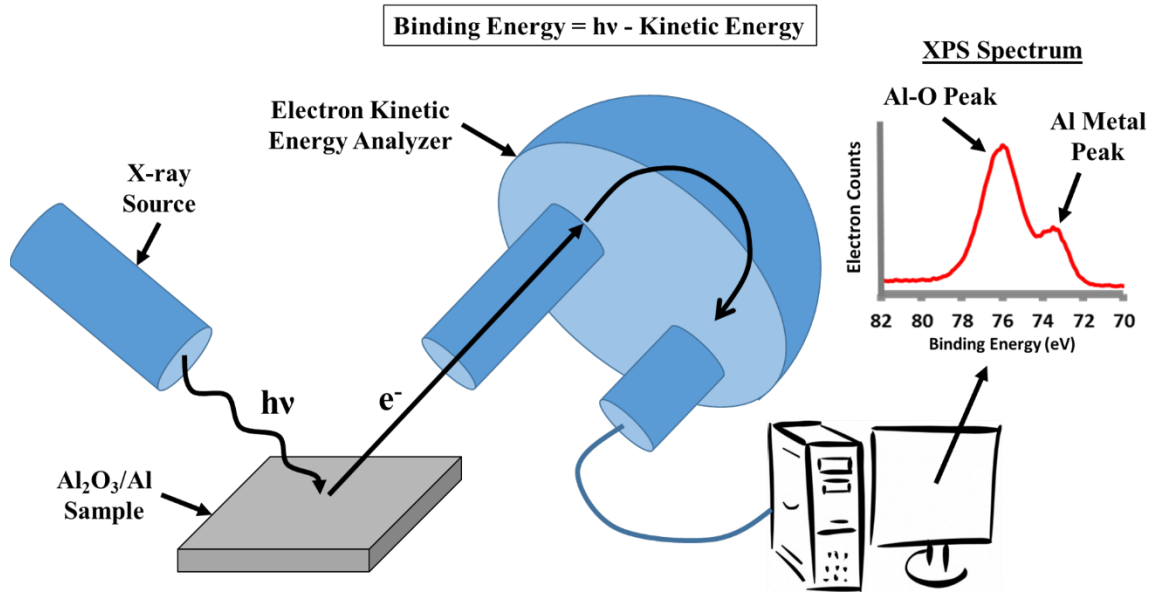 Binding Energy = hν - Kinetic Energy
XPS Spectrum
Al-O Peak
Al Metal
Peak
Electron Kinetic
Energy Analyzer
X-ray
Source
Electron Counts
82 80 78 76 74 72 70
Binding Energy (eV)
hν
e⁻
Al₂O₃/Al
Sample